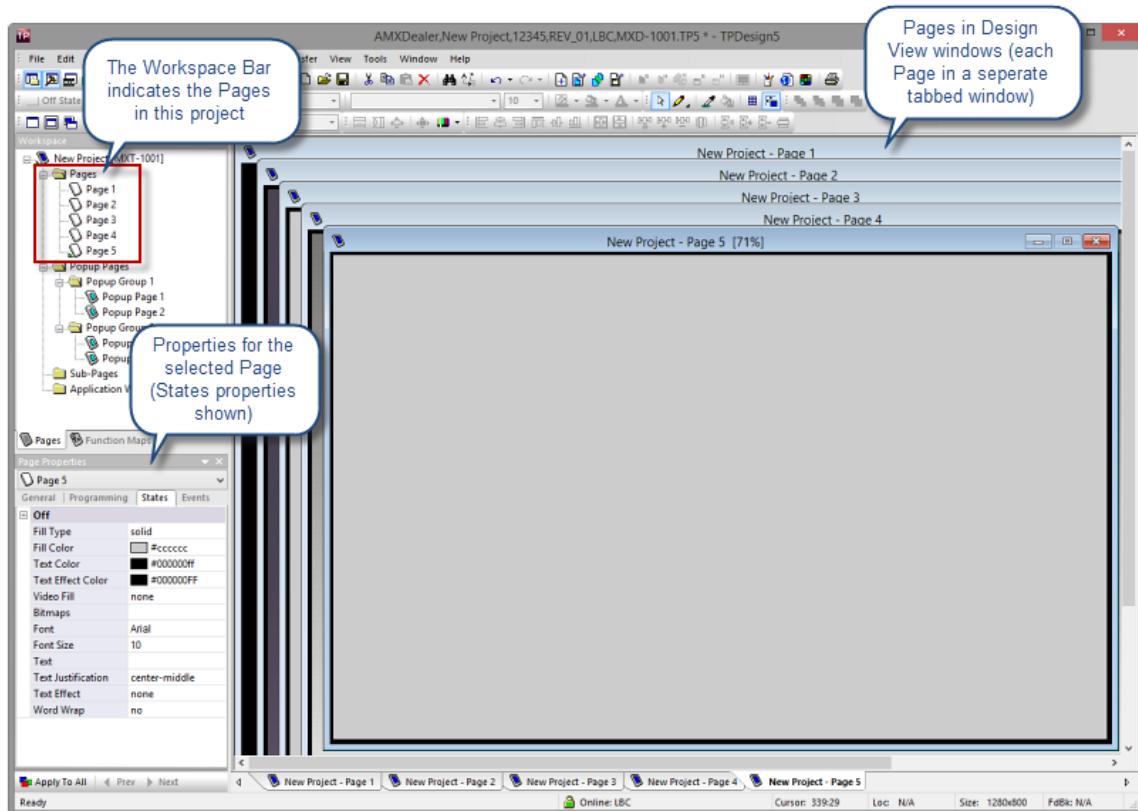 TP
AMXDealer,New Project,12345,REV_01,LBC,MXD-1001.TP5 * - TPDesign5
File Edit
View Tools Window Help
Off State
10
The Workspace Bar
indicates the Pages
in this project
Pages in Design
View windows (each
Page in a seperate
tabbed window)
Workspace
New Project
Pages
Page 1
Page 2
Page 3
Page 4
Page 5
Popup Pages
Popup Group 1
Popup Page 1
Popup Page 2
Popup Group
Sub-Pages
Application
Properties for the
selected Page
(States properties
shown)
Pages Function Maps
New Project - Page 1
New Project - Page 2
New Project - Page 3
New Project - Page 4
New Project - Page 5 [71%]
Page Properties
Page 5
General Programming States Events
Off
Fill Type solid
Fill Color #cccccc
Text Color #000000ff
Text Effect Color #000000FF
Video Fill none
Bitmaps
Font Arial
Font Size 10
Text
Text Justification center-middle
Text Effect none
Word Wrap no
Apply To All Prev Next
New Project - Page 1 New Project - Page 2 New Project - Page 3 New Project - Page 4 New Project - Page 5
Ready Online: LBC Cursor: 339:29 Loc: N/A Size: 1280x800 FdBk: N/A